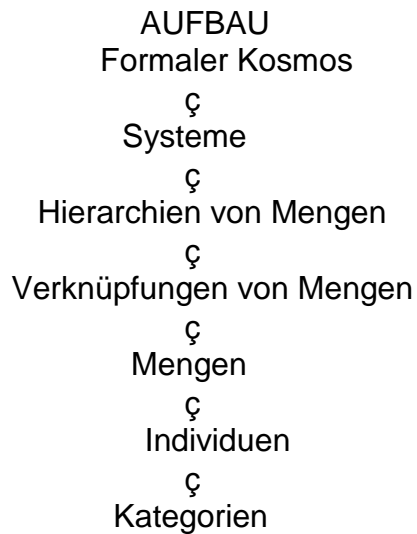 AUFBAU
Formaler Kosmos
ç
Systeme
ç
Hierarchien von Mengen
ç
Verknüpfungen von Mengen
ç
Mengen
ç
Individuen
ç
Kategorien